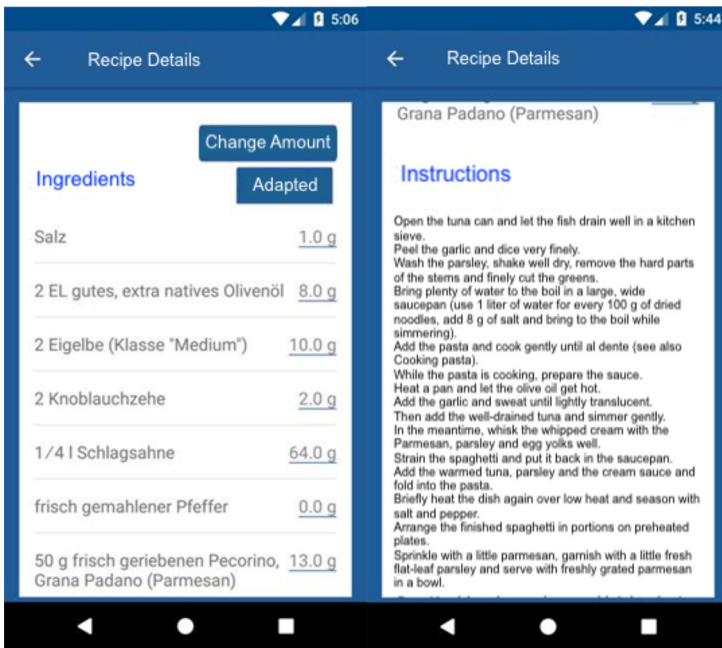 5:06
Recipe Details
Change Amount
Ingredients
Adapted
Salz 1.0 g
2 EL gutes, extra natives Olivenöl 8.0 g
2 Eigelbe (Klasse "Medium") 10.0 g
2 Knoblauchzehe 2.0 g
1/4 l Schlagsahne 64.0 g
frisch gemahlener Pfeffer 0.0 g
50 g frisch geriebenen Pecorino, 13.0 g
Grana Padano (Parmesan)
5:44
Recipe Details
Grana Padano (Parmesan)
Instructions
Open the tuna can and let the fish drain well in a kitchen
sieve.
Peel the garlic and dice very finely.
Wash the parsley, shake well dry, remove the hard parts
of the stems and finely cut the greens.
Bring plenty of water to the boil in a large, wide
saucepan (use 1 liter of water for every 100 g of dried
noodles, add 8 g of salt and bring to the boil while
simmering).
Add the pasta and cook gently until al dente (see also
Cooking pasta).
While the pasta is cooking, prepare the sauce.
Heat a pan and let the olive oil get hot.
Add the garlic and sweat until lightly translucent.
Then add the well-drained tuna and simmer gently.
In the meantime, whisk the whipped cream with the
Parmesan, parsley and egg yolks well.
Strain the spaghetti and put it back in the saucepan.
Add the warmed tuna, parsley and the cream sauce and
fold into the pasta.
Briefly heat the dish again over low heat and season with
salt and pepper.
Arrange the finished spaghetti in portions on preheated
plates.
Sprinkle with a little parmesan, garnish with a little fresh
flat-leaf parsley and serve with freshly grated parmesan
in a bowl.